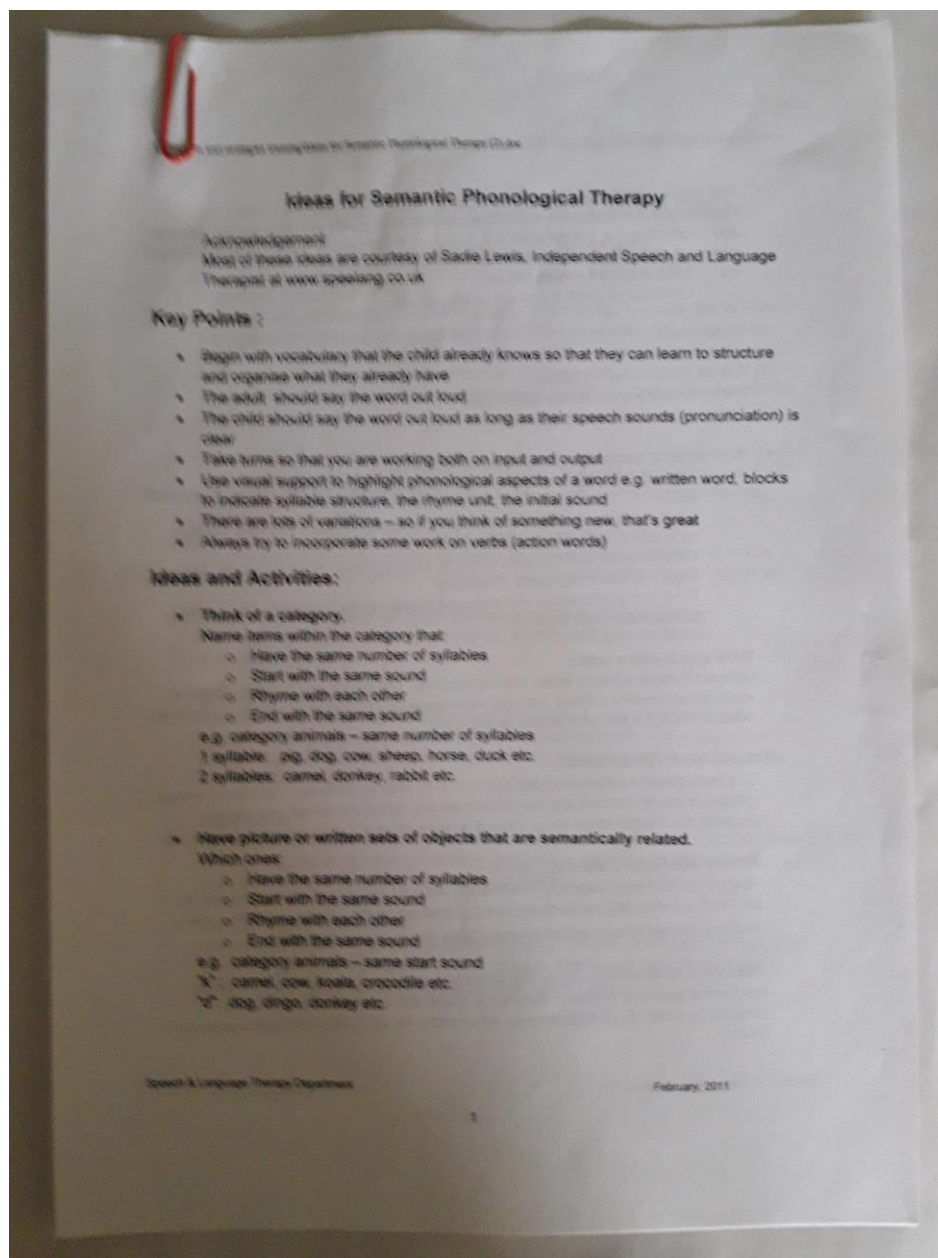 Ideas for Semantic Phonological Therapy (2).doc
Ideas for Semantic Phonological Therapy
Acknowledgement
Most of these ideas are courtesy of Sadie Lewis, Independent Speech and Language
Therapist at www.speelang.co.uk
Key Points :
• Begin with vocabulary that the child already knows so that they can learn to structure
and organise what they already have
• The adult should say the word out loud
• The child should say the word out loud as long as their speech sounds (pronunciation) is
clear
• Take turns so that you are working both on input and output
• Use visual support to highlight phonological aspects of a word e.g. written word, blocks
to indicate syllable structure, the rhyme unit, the initial sound
• There are lots of variations – so if you think of something new, that's great
• Always try to incorporate some work on verbs (action words)
Ideas and Activities:
• Think of a category.
Name items within the category that
o Have the same number of syllables
o Start with the same sound
o Rhyme with each other
o End with the same sound
e.g. category animals – same number of syllables
1 syllable: pig, dog, cow, sheep, horse, duck etc.
2 syllables: camel, donkey, rabbit etc.
• Have picture or written sets of objects that are semantically related.
Which ones:
o Have the same number of syllables
o Start with the same sound
o Rhyme with each other
o End with the same sound
e.g. category animals – same start sound
"k": camel, cow, koala, crocodile etc.
"d": dog, dingo, donkey etc.
Speech & Language Therapy Department
February, 2011